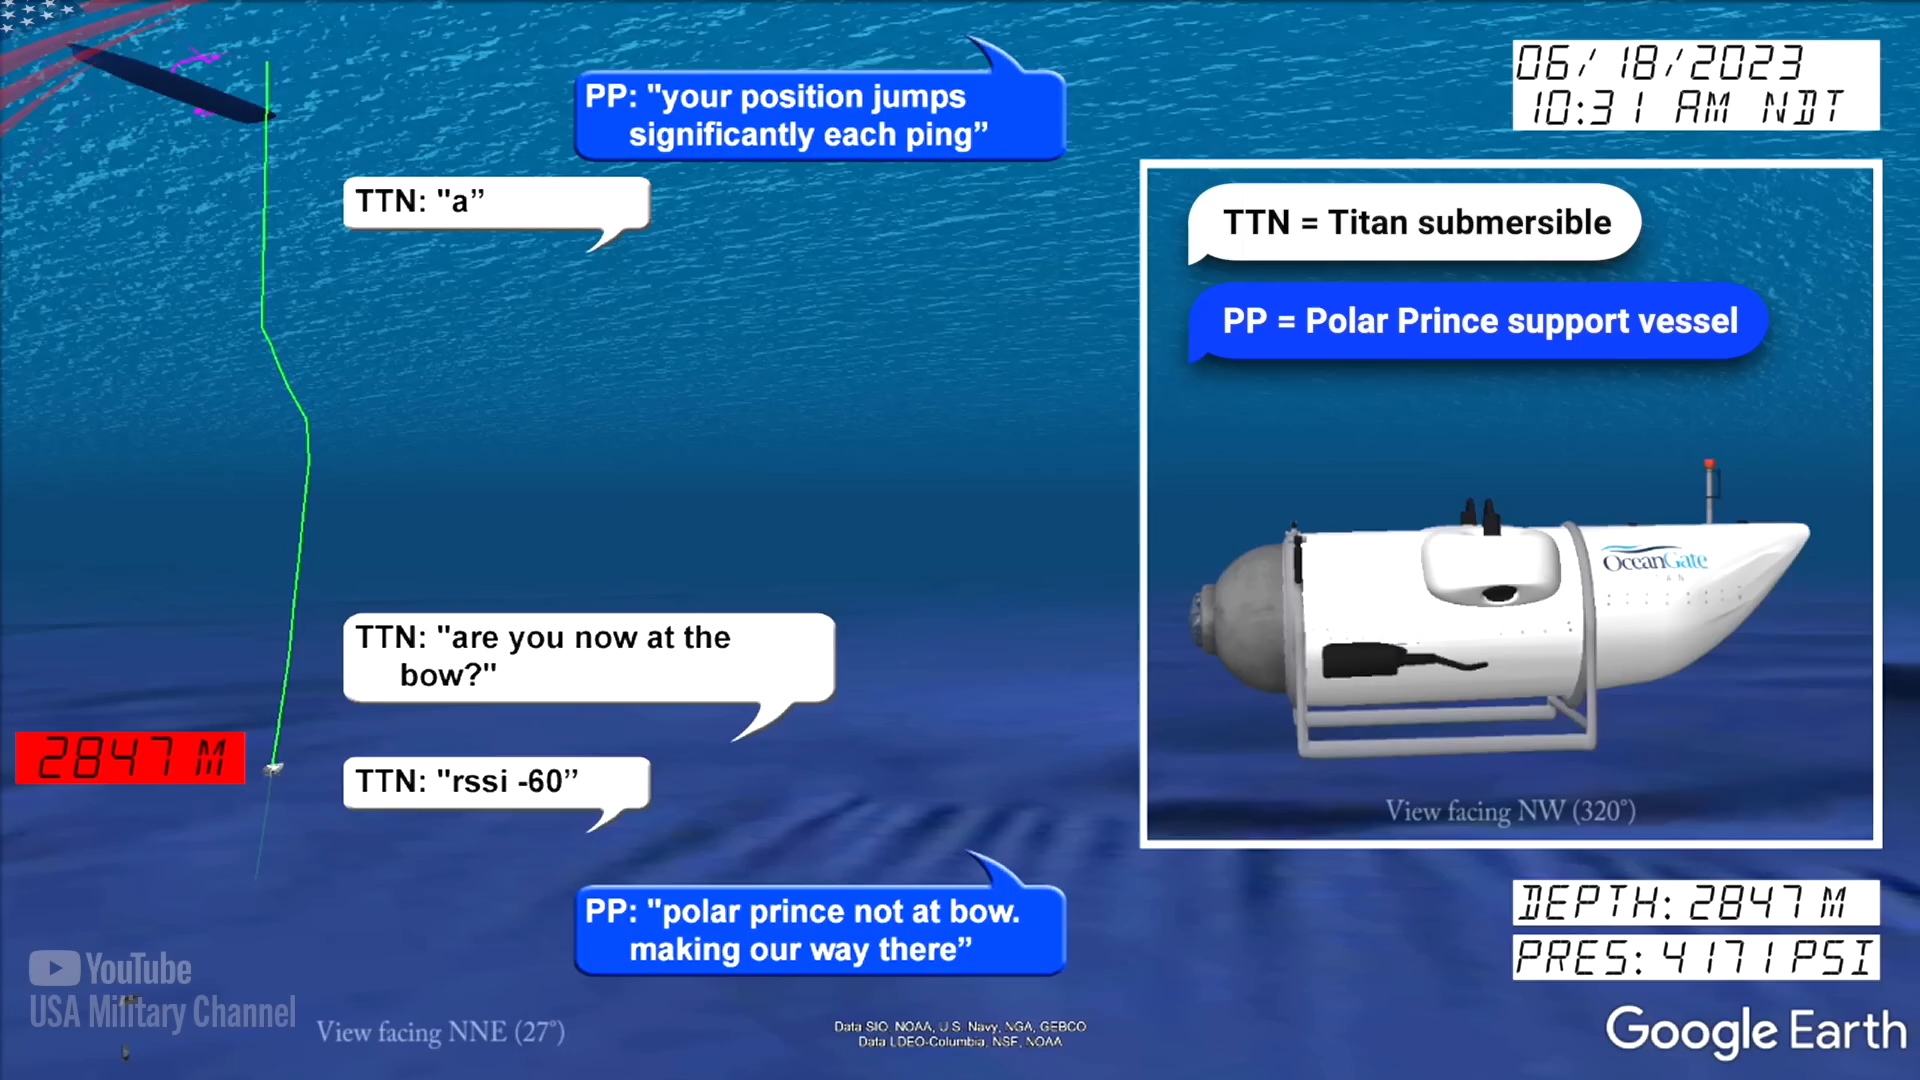 06/18/2023
10:31 AM NDT
PP: "your position jumps
significantly each ping”
TTN: "a”
TTN = Titan submersible
PP = Polar Prince support vessel
OceanGate
TTN: "are you now at the
bow?"
2847 M
TTN: "rssi -60”
View facing NW (320°)
PP: "polar prince not at bow.
making our way there”
DEPTH: 2847 M
PRES: 4171 PSI
YouTube
USA Military Channel
View facing NNE (27°)
Data SIO, NOAA, U.S. Navy, NGA, GEBCO
Data LDEO-Columbia, NSF, NOAA
Google Earth